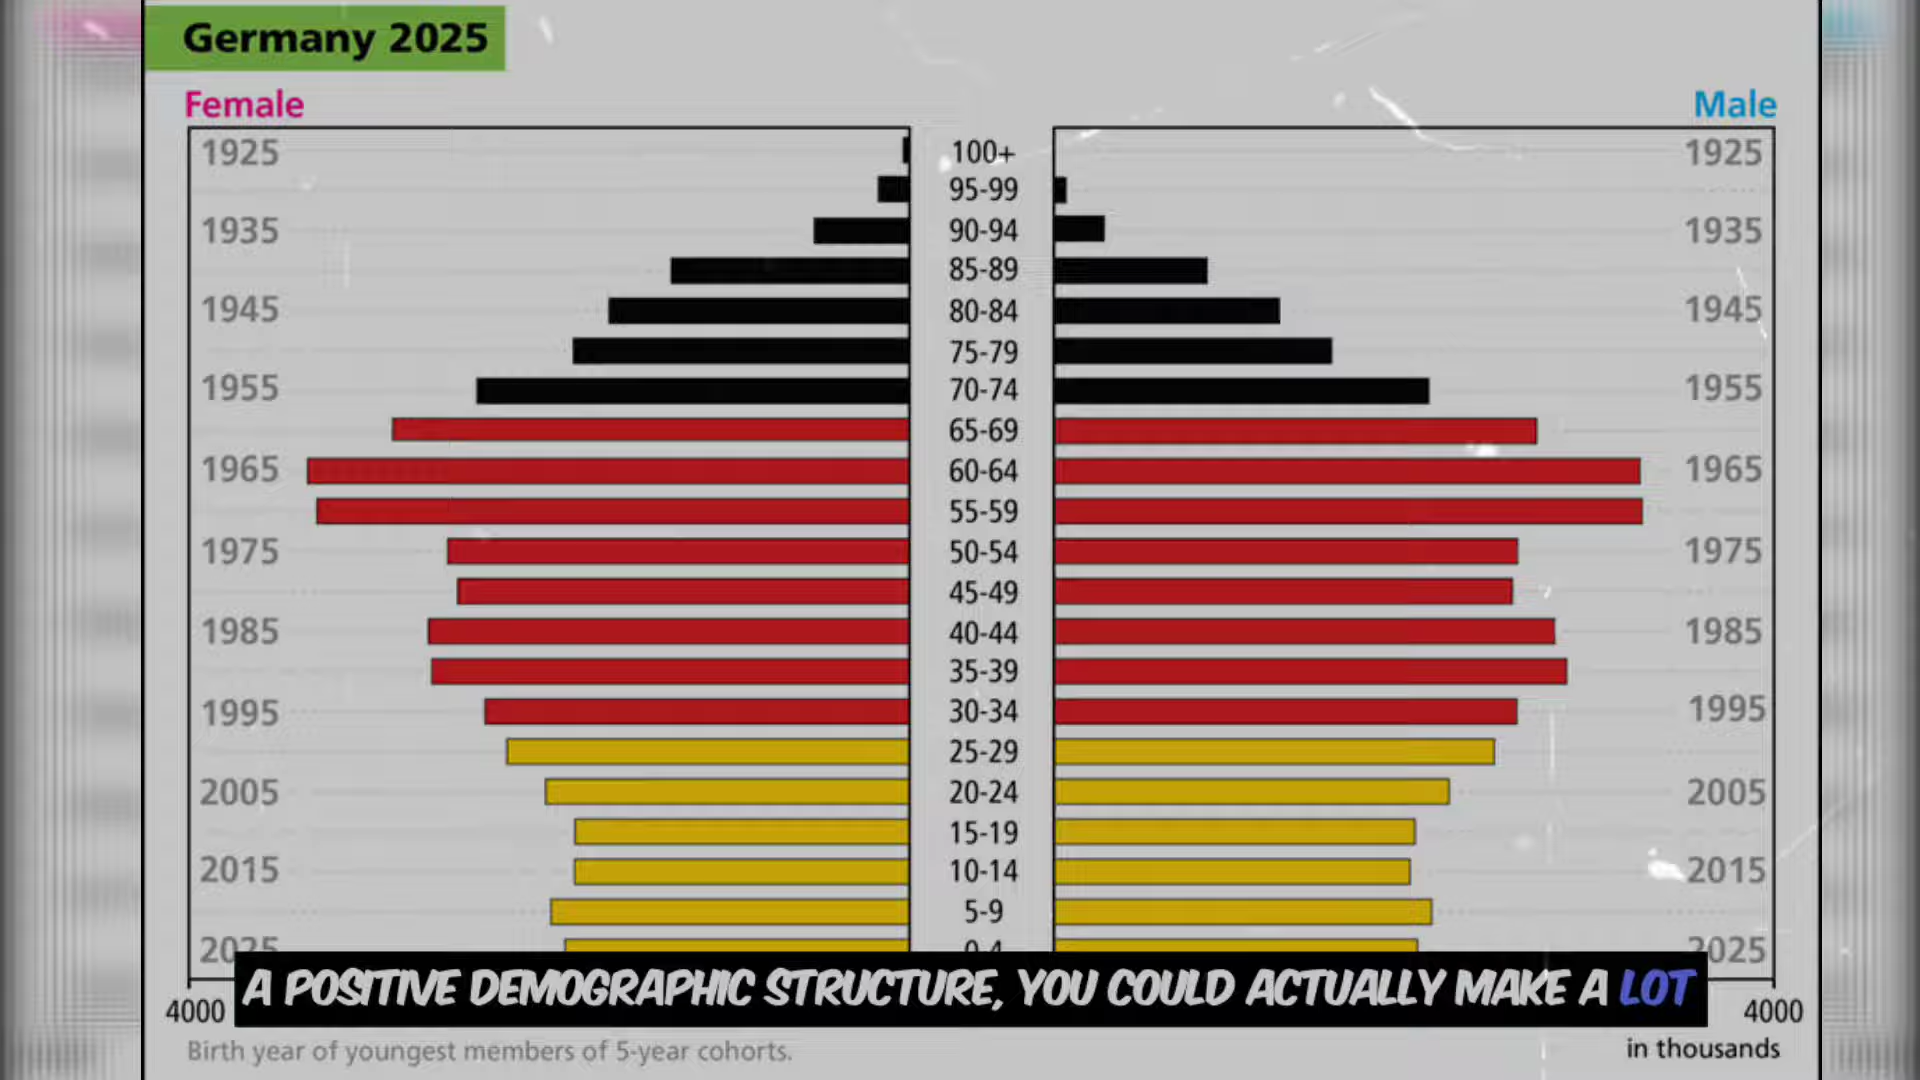 Germany 2025
Female Male
1925 100+ 1925
95-99
1935 90-94 1935
85-89
1945 80-84 1945
75-79
1955 70-74 1955
65-69
1965 60-64 1965
55-59
1975 50-54 1975
45-49
1985 40-44 1985
35-39
1995 30-34 1995
25-29
2005 20-24 2005
15-19
2015 10-14 2015
5-9
2025 0-4 2025
A POSITIVE DEMOGRAPHIC STRUCTURE, YOU COULD ACTUALLY MAKE A LOT
4000 4000
Birth year of youngest members of 5-year cohorts. in thousands